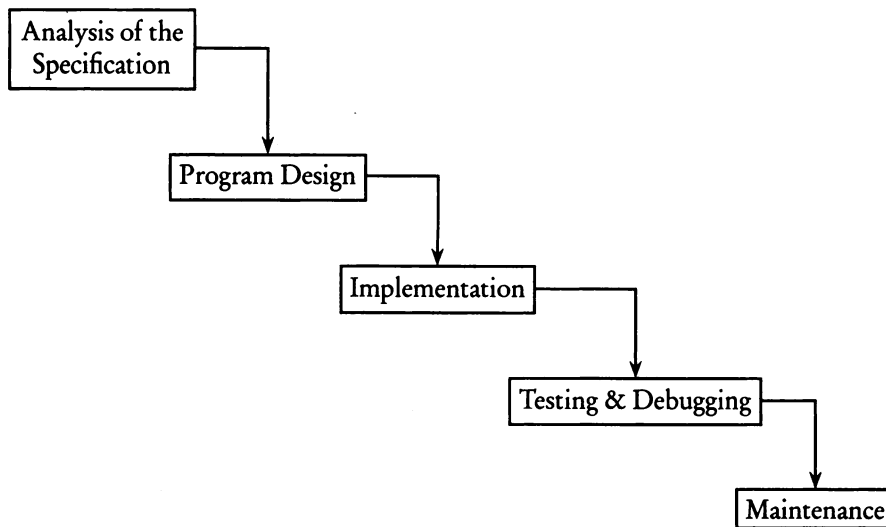 Analysis of the
Specification
Program Design
Implementation
Testing & Debugging
Maintenance